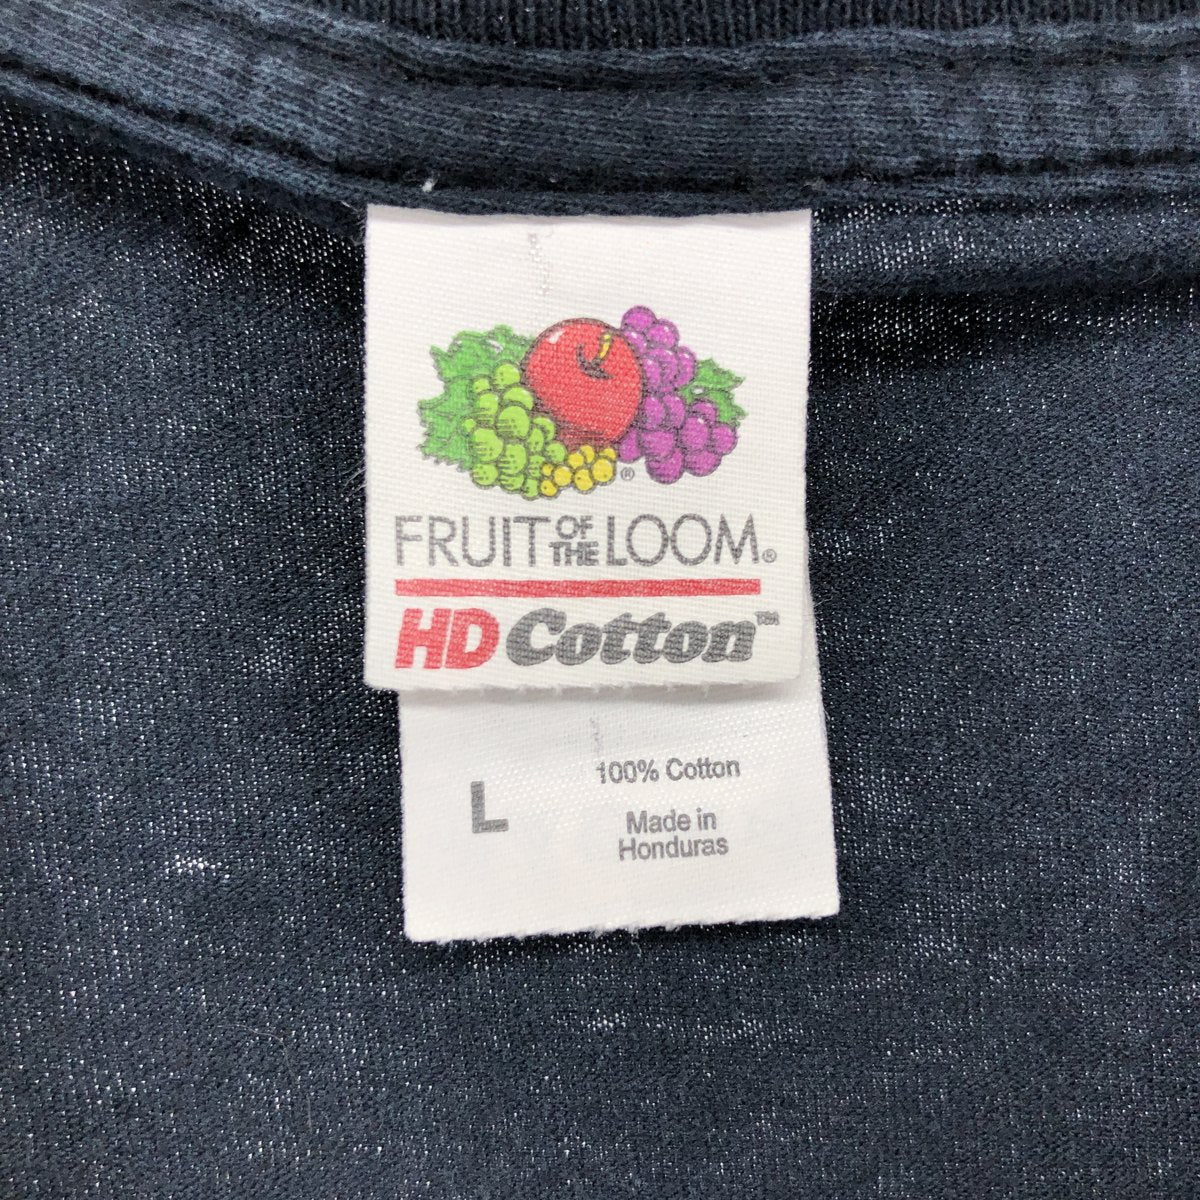 ®
FRUIT OF THE LOOM®
HD Cotton™
L
100% Cotton
Made in
Honduras